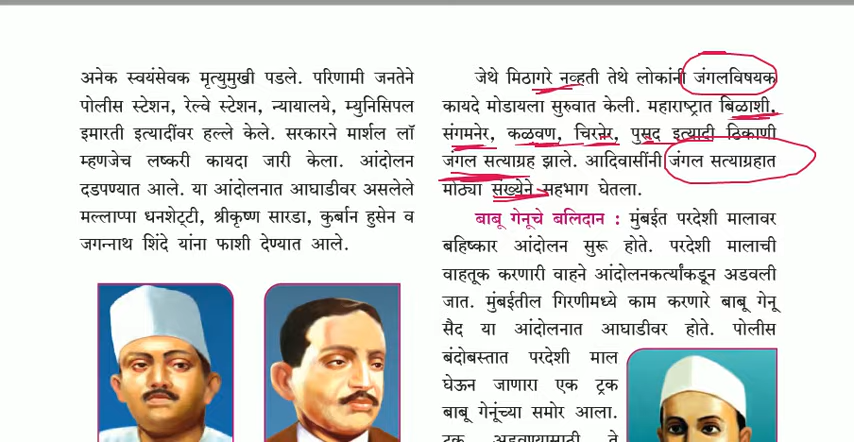 अनेक स्वयंसेवक मृत्युमुखी पडले. परिणामी जनतेने
पोलीस स्टेशन, रेल्वे स्टेशन, न्यायालये, म्युनिसिपल
इमारती इत्यादींवर हल्ले केले. सरकारने मार्शल लॉ
म्हणजेच लष्करी कायदा जारी केला. आंदोलन
दडपण्यात आले. या आंदोलनात आघाडीवर असलेले
मल्लाप्पा धनशेट्टी, श्रीकृष्ण सारडा, कुर्बान हुसेन व
जगन्नाथ शिंदे यांना फाशी देण्यात आले.
जेथे मिठागरे नव्हती तेथे लोकांनी जंगलविषयक
कायदे मोडायला सुरुवात केली. महाराष्ट्रात बिळाशी,
संगमनेर, कळवण, चिरनेर, पुसद इत्यादी ठिकाणी
जंगल सत्याग्रह झाले. आदिवासींनी जंगल सत्याग्रहात
मोठ्या संख्येने सहभाग घेतला.
बाबू गेनूचे बलिदान : मुंबईत परदेशी मालावर
बहिष्कार आंदोलन सुरू होते. परदेशी मालाची
वाहतूक करणारी वाहने आंदोलनकर्त्यांकडून अडवली
जात. मुंबईतील गिरणीमध्ये काम करणारे बाबू गेनू
सैद या आंदोलनात आघाडीवर होते. पोलीस
बंदोबस्तात परदेशी माल
घेऊन जाणारा एक ट्रक
बाबू गेनूंच्या समोर आला.
ट्रक अडवण्यासाठी ते